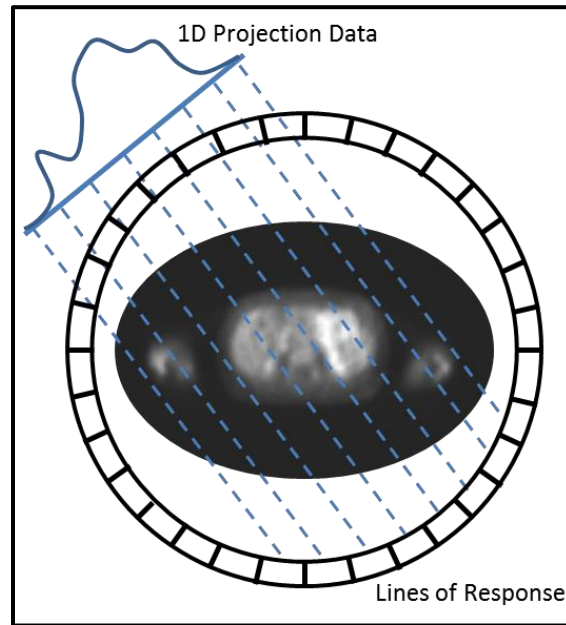 1D Projection Data
Lines of Response